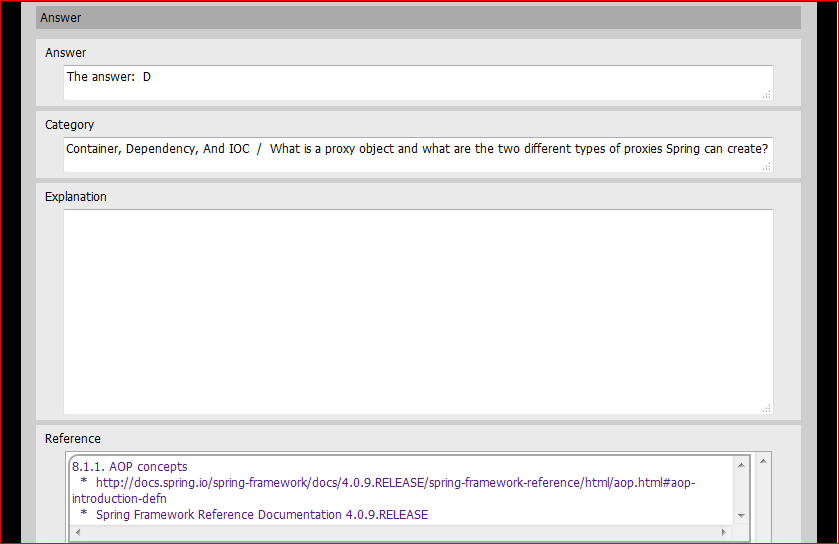 Answer
Answer
The answer:  D
Category
Container, Dependency, And IOC  /  What is a proxy object and what are the two different types of proxies Spring can create?
Explanation
Reference
8.1.1. AOP concepts
*  http://docs.spring.io/spring-framework/docs/4.0.9.RELEASE/spring-framework-reference/html/aop.html#aop-
introduction-defn
*  Spring Framework Reference Documentation 4.0.9.RELEASE